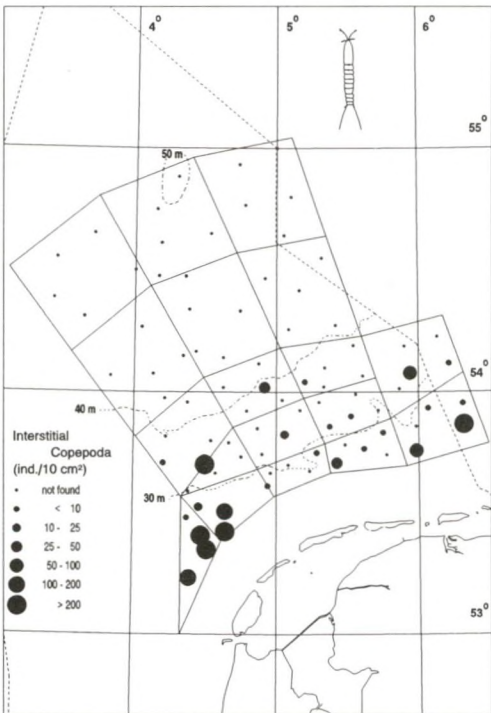 4°
5°
6°
55°
50 m
54°
40 m
Interstitial
Copepoda
(ind./10 cm²)
not found
< 10
10 - 25
25 - 50
50 - 100
100 - 200
> 200
30 m
53°